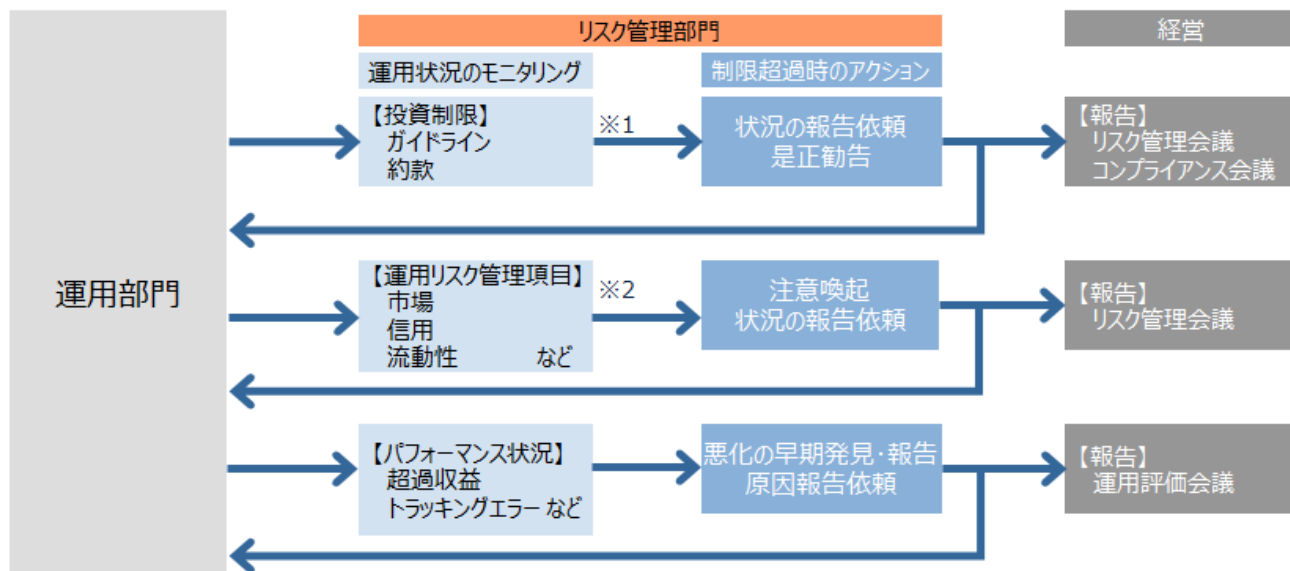 リスク管理部門
経営
運用状況のモニタリング
制限超過時のアクション
運用部門
【投資制限】
ガイドライン
約款
※1
状況の報告依頼
是正勧告
【報告】
リスク管理会議
コンプライアンス会議
【運用リスク管理項目】
市場
信用
流動性 など
※2
注意喚起
状況の報告依頼
【報告】
リスク管理会議
【パフォーマンス状況】
超過収益
トラッキングエラー など
悪化の早期発見・報告
原因報告依頼
【報告】
運用評価会議